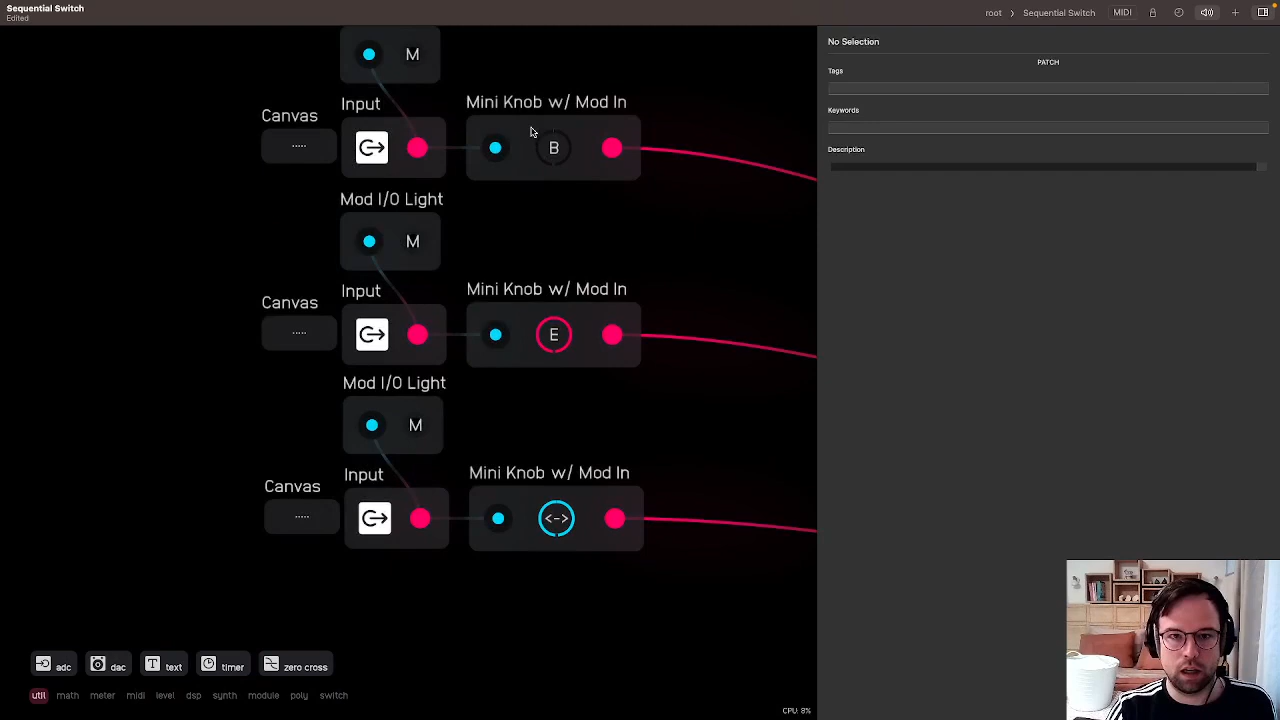 Sequential Switch
Edited
root > Sequential Switch MIDI
M
Canvas Input Mini Knob w/ Mod In
..... B
Mod I/O Light
M
Canvas Input Mini Knob w/ Mod In
..... E
Mod I/O Light
M
Canvas Input Mini Knob w/ Mod In
..... <->
adc dac T text timer zero cross
util math meter midi level dsp synth module poly switch
CPU: 8%
No Selection
PATCH
Tags
Keywords
Description